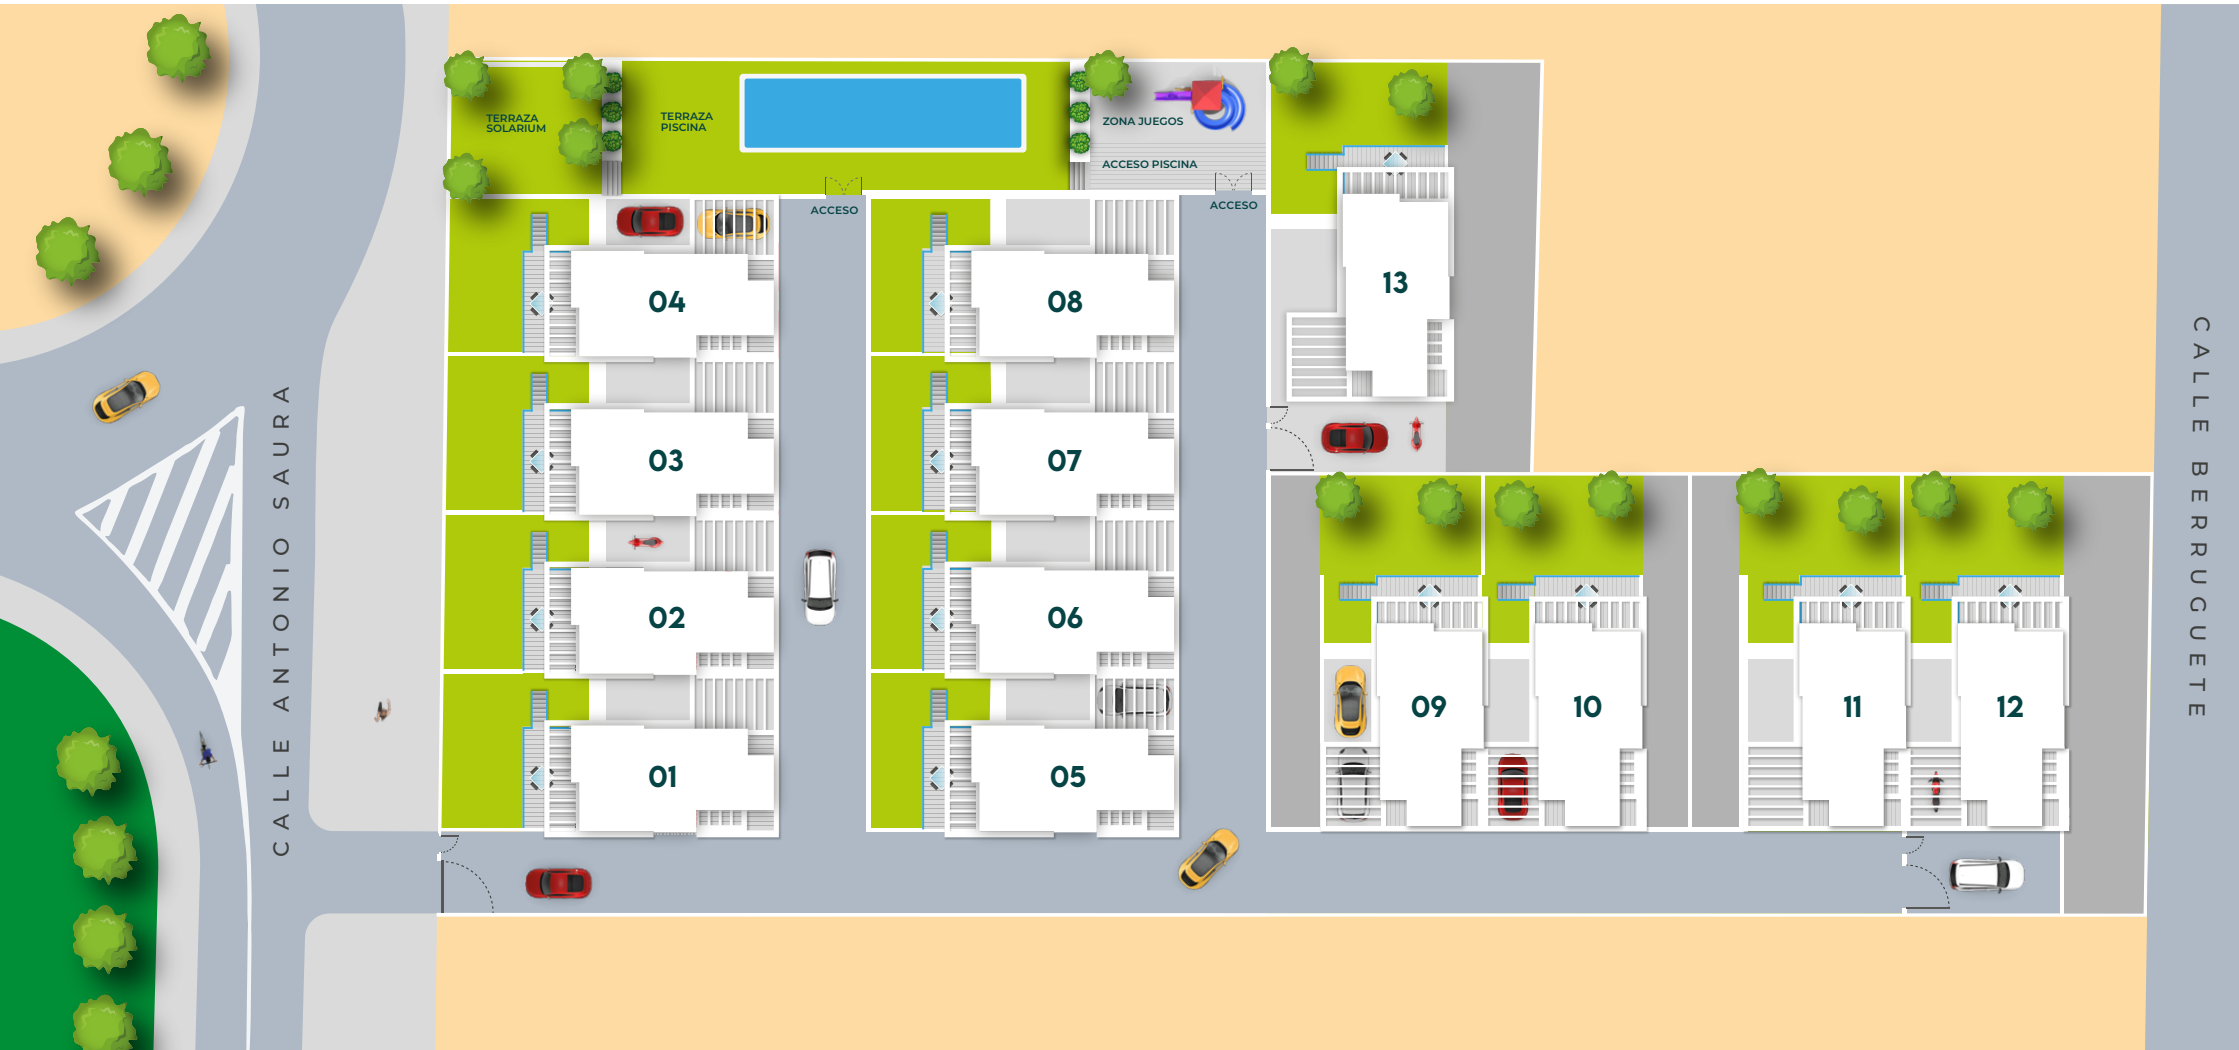 TERRAZA
SOLARIUM
TERRAZA
PISCINA
ZONA JUEGOS
ACCESO PISCINA
ACCESO
ACCESO
04
08
13
03
07
02
06
01
05
09
10
11
12
CALLE ANTONIO SAURA
CALLE BERRUGUETE